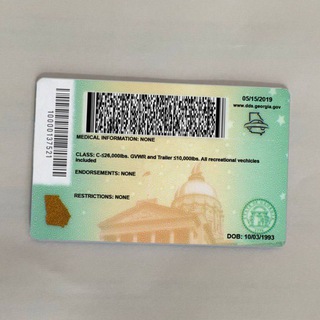 05/15/2019
www.dds.georgia.gov
10000137521
MEDICAL INFORMATION: NONE
CLASS: C-≤26,000lbs. GVWR and Trailer ≤10,000lbs. All recreational vechicles
included
ENDORSEMENTS: NONE
RESTRICTIONS: NONE
DOB: 10/03/1993